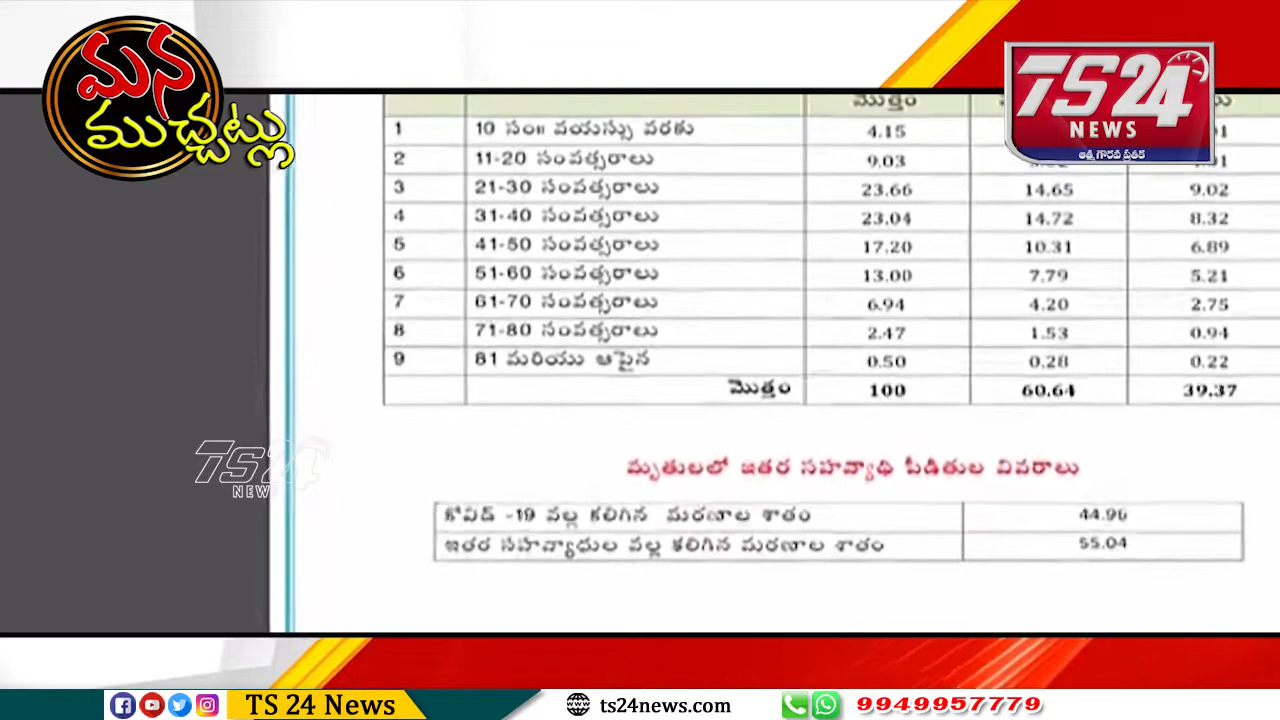 మన
ముచ్చట్లు
TS24
NEWS
ఆత్మ గౌరవ ప్రతీక
మొత్తం
1 10 సం॥ వయస్సు వరకు 4.15
2 11-20 సంవత్సరాలు 9.03
3 21-30 సంవత్సరాలు 23.66 14.65 9.02
4 31-40 సంవత్సరాలు 23.04 14.72 8.32
5 41-50 సంవత్సరాలు 17.20 10.31 6.89
6 51-60 సంవత్సరాలు 13.00 7.79 5.21
7 61-70 సంవత్సరాలు 6.94 4.20 2.75
8 71-80 సంవత్సరాలు 2.47 1.53 0.94
9 81 మరియు ఆపైన 0.50 0.28 0.22
మొత్తం 100 60.64 39.37
మృతులలో ఇతర సహవ్యాధి పీడితుల వివరాలు
TS24
NEWS
కోవిడ్ -19 వల్ల కలిగిన మరణాల శాతం 44.96
ఇతర సహవ్యాధుల వల్ల కలిగిన మరణాల శాతం 55.04
TS 24 News ts24news.com 9949957779